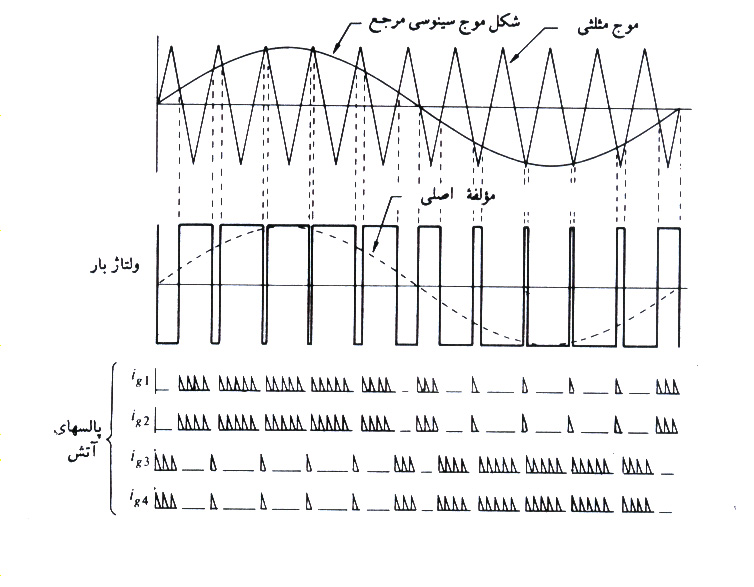 شکل موج سینوسی مرجع
موج مثلثی
مؤلفهٔ اصلی
ولتاژ بار
ig1
ig2
پالسهای
آتش
ig3
ig4